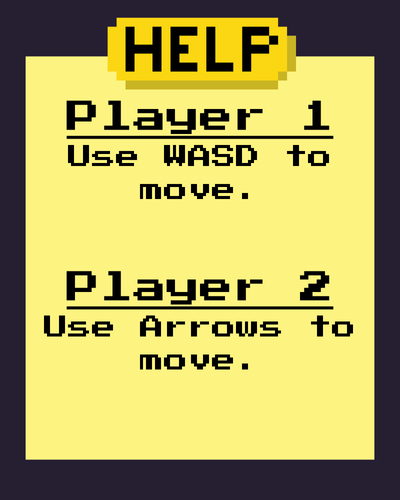 HELP
Player 1
Use WASD to
move.
Player 2
Use Arrows to
move.